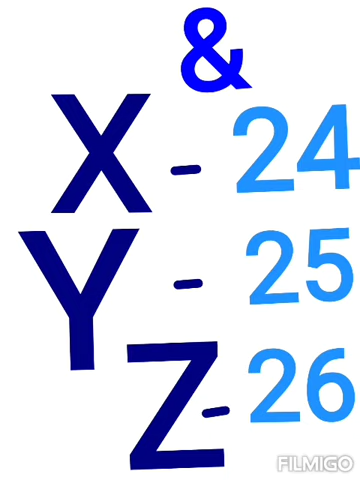 &
X - 24
Y - 25
Z - 26
FILMIGO